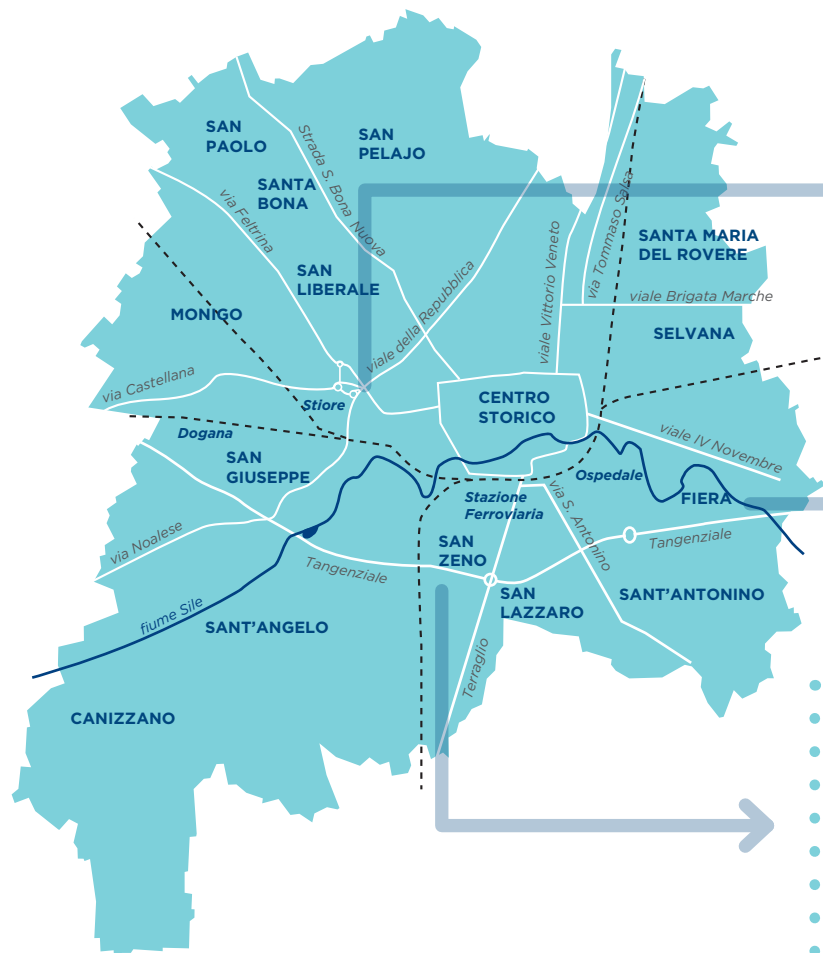 SAN
PAOLO
SAN
PELAJO
Strada S. Bona Nuova
SANTA
BONA
via Feltrina
via Tommaso Salsa
SANTA MARIA
DEL ROVERE
viale Vittorio Veneto
SAN
LIBERALE
viale della Repubblica
viale Brigata Marche
MONIGO
SELVANA
via Castellana
Stiore
CENTRO
STORICO
Dogana
viale IV Novembre
SAN
GIUSEPPE
Ospedale
Stazione
Ferroviaria
via S. Antonino
FIERA
via Noalese
SAN
ZENO
Tangenziale
Tangenziale
SAN
LAZZARO
SANT'ANTONINO
fiume Sile
SANT'ANGELO
Terraglio
CANIZZANO